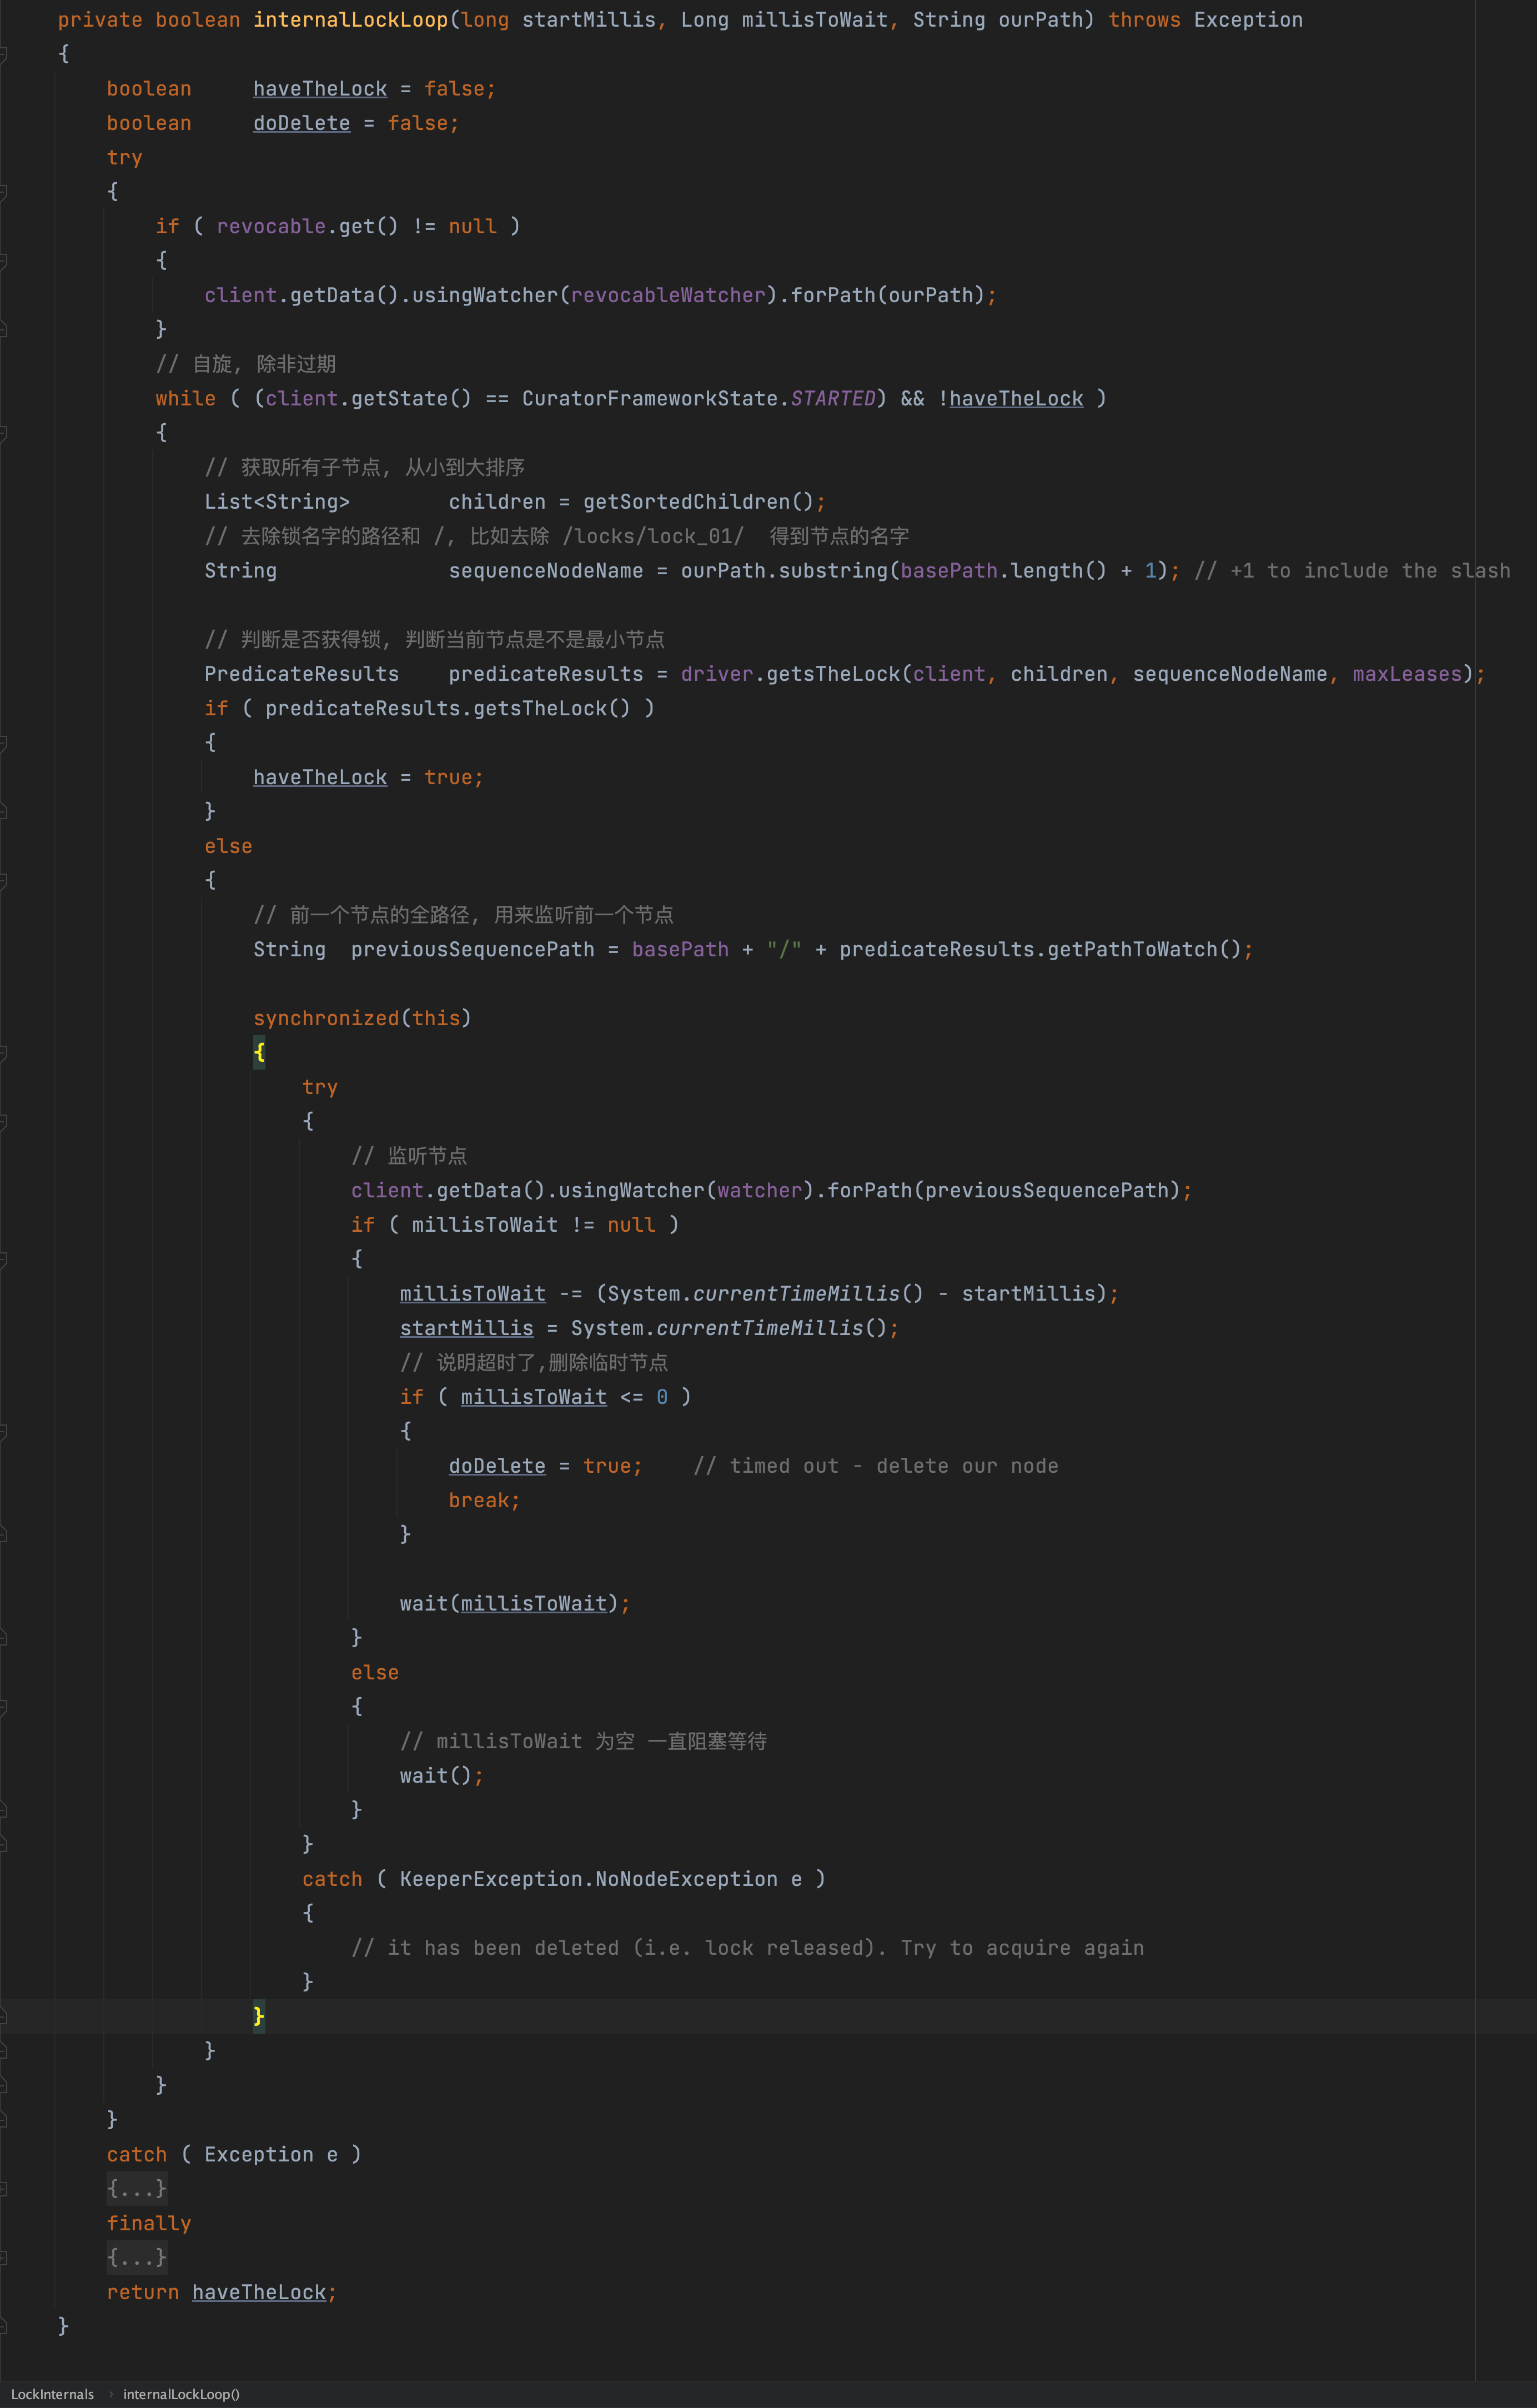 private boolean internalLockLoop(long startMillis, Long millisToWait, String ourPath) throws Exception
{
boolean haveTheLock = false;
boolean doDelete = false;
try
{
if ( revocable.get() != null )
{
client.getData().usingWatcher(revocableWatcher).forPath(ourPath);
}
// 自旋, 除非过期
while ( (client.getState() == CuratorFrameworkState.STARTED) && !haveTheLock )
{
// 获取所有子节点, 从小到大排序
List<String> children = getSortedChildren();
// 去除锁名字的路径和 /, 比如去除 /locks/lock_01/ 得到节点的名字
String sequenceNodeName = ourPath.substring(basePath.length() + 1); // +1 to include the slash
// 判断是否获得锁, 判断当前节点是不是最小节点
PredicateResults predicateResults = driver.getsTheLock(client, children, sequenceNodeName, maxLeases);
if ( predicateResults.getsTheLock() )
{
haveTheLock = true;
}
else
{
// 前一个节点的全路径, 用来监听前一个节点
String previousSequencePath = basePath + "/" + predicateResults.getPathToWatch();
synchronized(this)
{
try
{
// 监听节点
client.getData().usingWatcher(watcher).forPath(previousSequencePath);
if ( millisToWait != null )
{
millisToWait -= (System.currentTimeMillis() - startMillis);
startMillis = System.currentTimeMillis();
// 说明超时了,删除临时节点
if ( millisToWait <= 0 )
{
doDelete = true; // timed out - delete our node
break;
}
wait(millisToWait);
}
else
{
// millisToWait 为空 一直阻塞等待
wait();
}
}
catch ( KeeperException.NoNodeException e )
{
// it has been deleted (i.e. lock released). Try to acquire again
}
}
}
}
}
catch ( Exception e )
{...}
finally
{...}
return haveTheLock;
}
LockInternals › internalLockLoop()